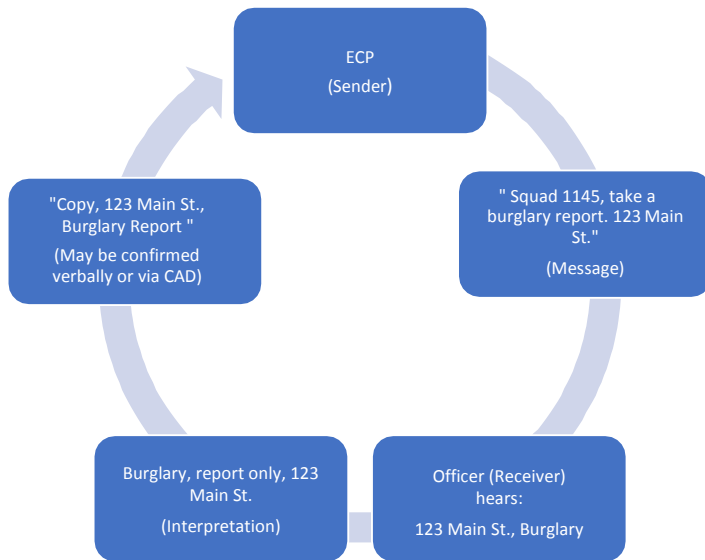 ECP
(Sender)
" Squad 1145, take a
burglary report. 123 Main
St."
(Message)
Officer (Receiver)
hears:
123 Main St., Burglary
Burglary, report only, 123
Main St.
(Interpretation)
"Copy, 123 Main St.,
Burglary Report "
(May be confirmed
verbally or via CAD)